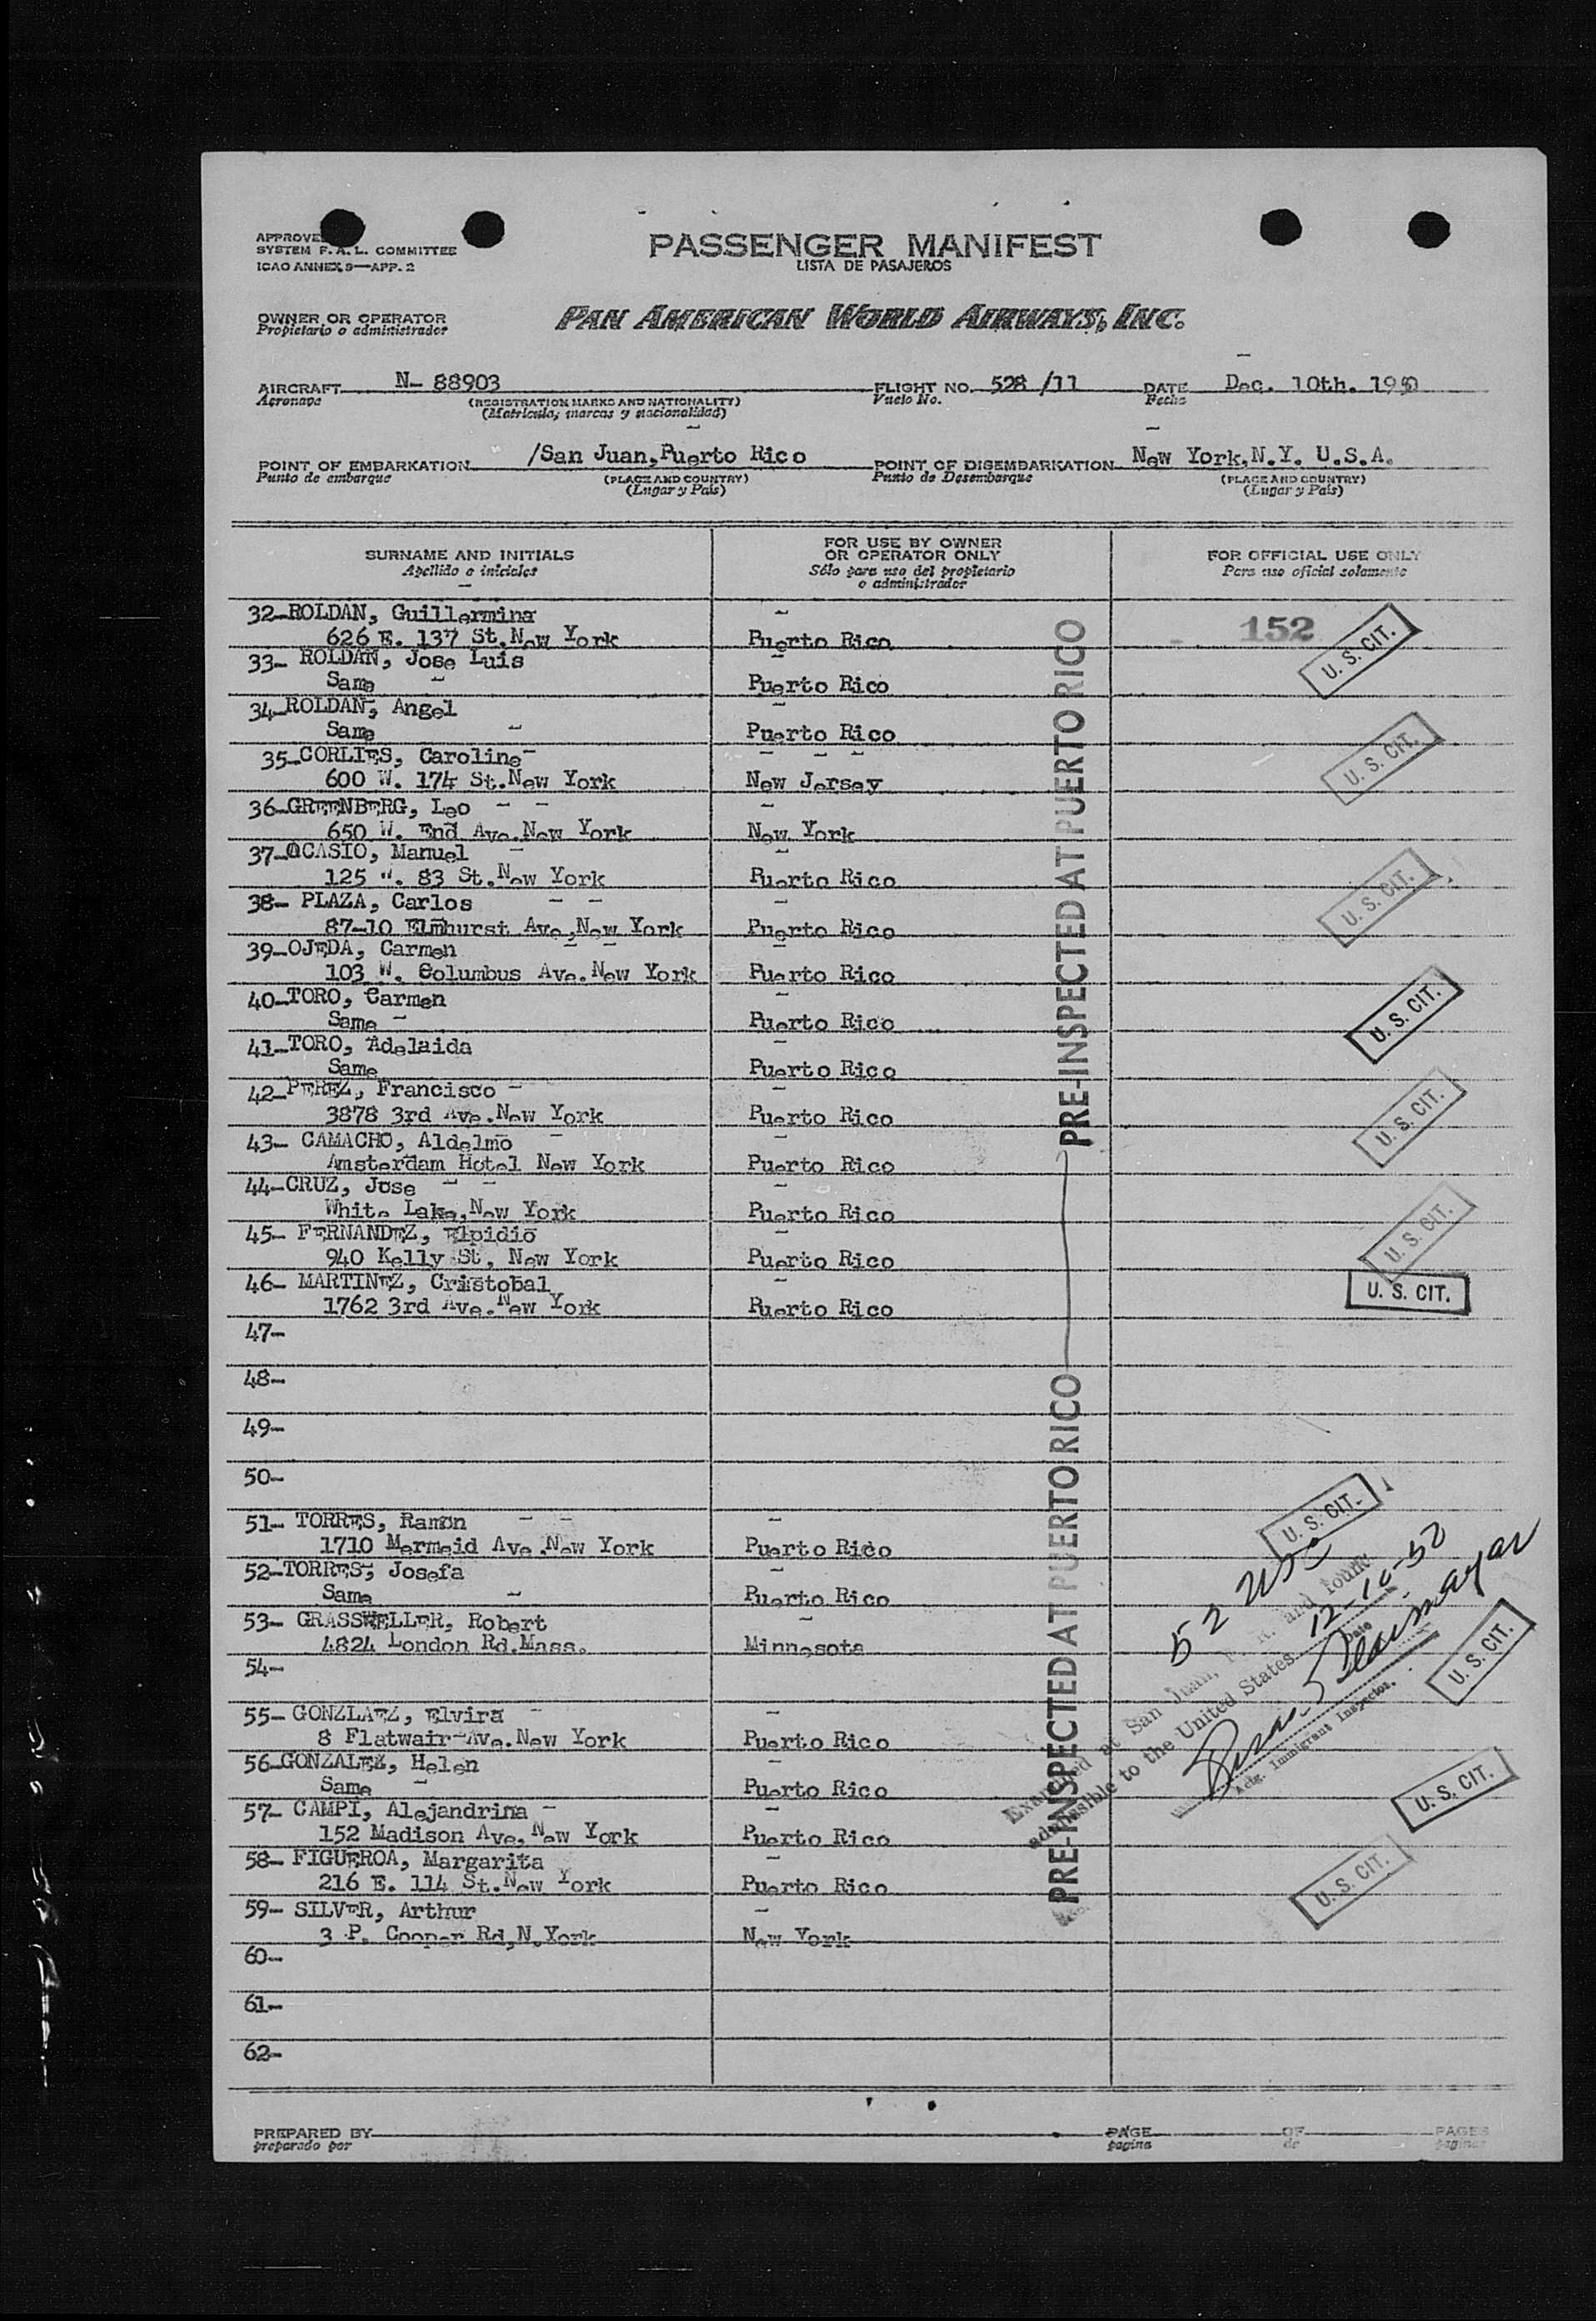 APPROVED
SYSTEM F. A. L. COMMITTEE
ICAO ANNEX 9—APP. 2
PASSENGER MANIFEST
LISTA DE PASAJEROS
OWNER OR OPERATOR
Propietario o administrador
PAN AMERICAN WORLD AIRWAYS, INC.
AIRCRAFT N- 88903 FLIGHT NO. 528 /11 DATE Dec. 10th. 1950
Aeronave (REGISTRATION MARKS AND NATIONALITY) Vuelo No. Fecha
(Matricula, marcas y nacionalidad)
POINT OF EMBARKATION /San Juan, Puerto Rico POINT OF DISEMBARKATION New York, N.Y. U.S.A.
Punto de embarque (PLACE AND COUNTRY) Punto de Desembarque (PLACE AND COUNTRY)
(Lugar y País) (Lugar y País)
SURNAME AND INITIALS
Apellido e iniciales
FOR USE BY OWNER
OR OPERATOR ONLY
Sólo para uso del propietario
o administrador
FOR OFFICIAL USE ONLY
Para uso oficial solamente
32-ROLDAN, Guillermina
626 E. 137 St. New York Puerto Rico 152 U. S. CIT.
33- ROLDAN, Jose Luis
Same Puerto Rico
34-ROLDAN, Angel
Same Puerto Rico
35-CORLIES, Caroline
600 W. 174 St. New York New Jersey U. S. CIT.
36-GREENBERG, Leo
650 W. End Ave. New York New York
37-OCASIO, Manuel
125 W. 83 St. New York Puerto Rico
38- PLAZA, Carlos
87-10 Elmhurst Ave, New York Puerto Rico U. S. CIT.
39-OJEDA, Carmen
103 W. Columbus Ave. New York Puerto Rico
40-TORO, Carmen
Same Puerto Rico U. S. CIT.
41-TORO, Adelaida
Same Puerto Rico
42-PEREZ, Francisco
3878 3rd Ave. New York Puerto Rico U. S. CIT.
43- CAMACHO, Aldelmo
Amsterdam Hotel New York Puerto Rico
44-CRUZ, Jose
White Lake, New York Puerto Rico
45- FERNANDEZ, Elpidio
940 Kelly St, New York Puerto Rico U. S. CIT.
46- MARTINEZ, Cristobal
1762 3rd Ave. New York Puerto Rico U. S. CIT.
47-
48-
49-
50-
51- TORRES, Ramon
1710 Mermaid Ave. New York Puerto Rico U. S. CIT.
52-TORRES, Josefa
Same Puerto Rico
53- GRASSWELLER, Robert
4824 London Rd. Mass. Minnesota
54-
55- GONZLAEZ, Elvira
8 Flatwair Ave. New York Puerto Rico
56-GONZALEZ, Helen
Same Puerto Rico
57- CAMPI, Alejandrina
152 Madison Ave, New York Puerto Rico
58- FIGUEROA, Margarita
216 E. 114 St. New York Puerto Rico
59- SILVER, Arthur
3 P. Cooper Rd, N. York New York
60-
61-
62-
PRE-INSPECTED AT PUERTO RICO
PRE-INSPECTED AT PUERTO RICO
52 USC
Examined at San Juan, P. R. and found
admissible to the United States 12-10-50
Date
Actg. Immigrant Inspector.
U. S. CIT.
U. S. CIT.
U. S. CIT.
PREPARED BY PAGE OF PAGES
preparado por pagina de paginas